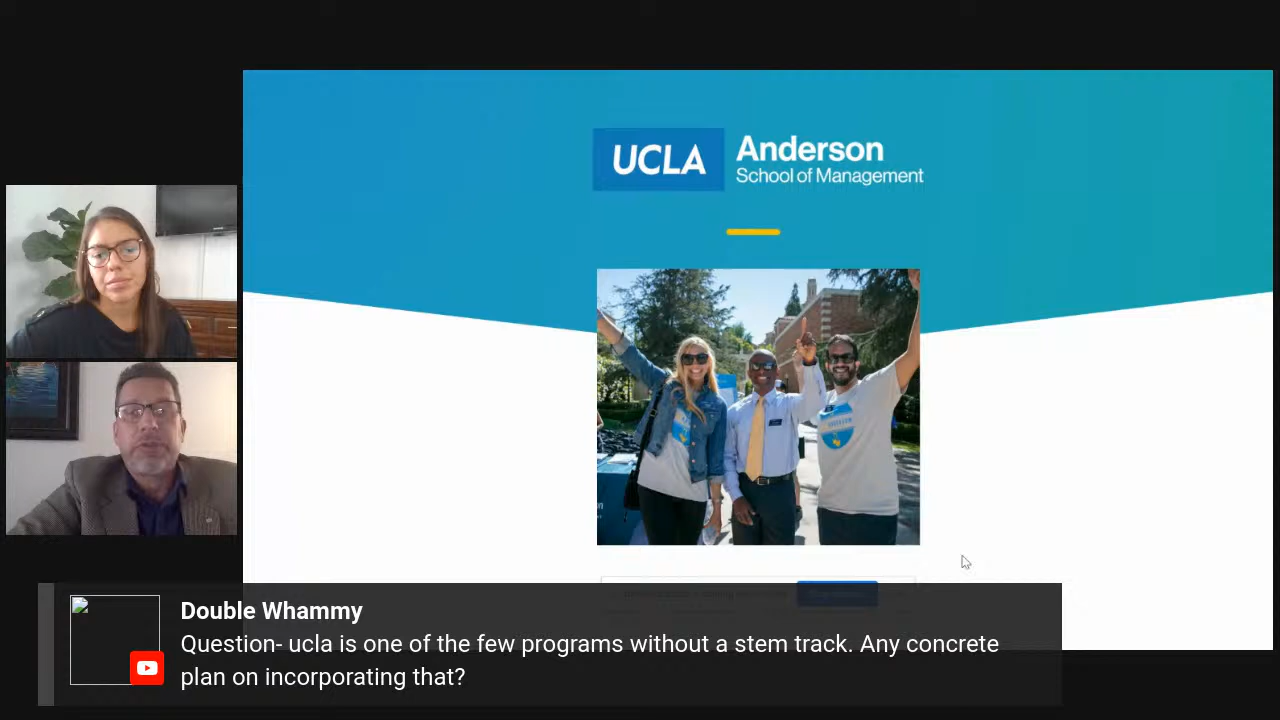 UCLA Anderson
School of Management
Double Whammy
Question- ucla is one of the few programs without a stem track. Any concrete
plan on incorporating that?